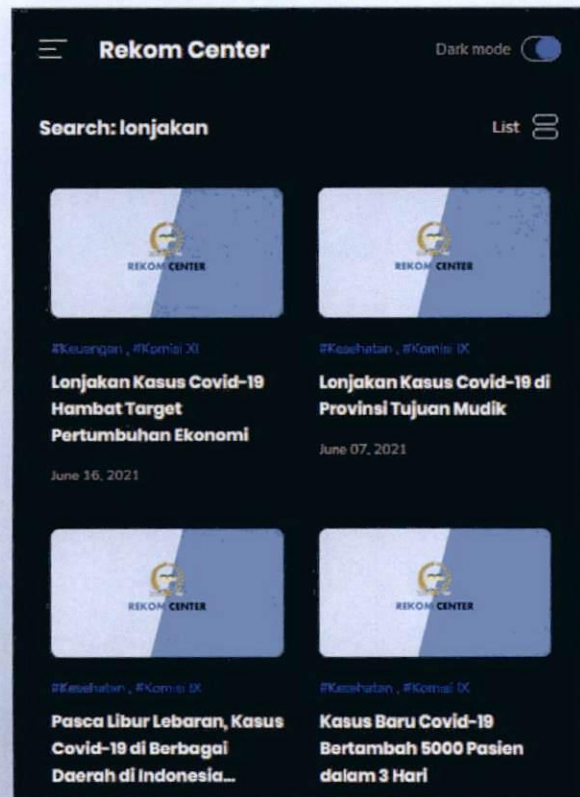 Rekom Center
Dark mode
Search: lonjakan
List
REKOM CENTER
REKOM CENTER
#Keuangan , #Komisi XI
#Kesehatan , #Komisi IX
Lonjakan Kasus Covid-19
Hambat Target
Pertumbuhan Ekonomi
June 16, 2021
Lonjakan Kasus Covid-19 di
Provinsi Tujuan Mudik
June 07, 2021
REKOM CENTER
REKOM CENTER
#Kesehatan , #Komisi IX
#Kesehatan , #Komisi IX
Pasca Libur Lebaran, Kasus
Covid-19 di Berbagai
Daerah di Indonesia...
Kasus Baru Covid-19
Bertambah 5000 Pasien
dalam 3 Hari